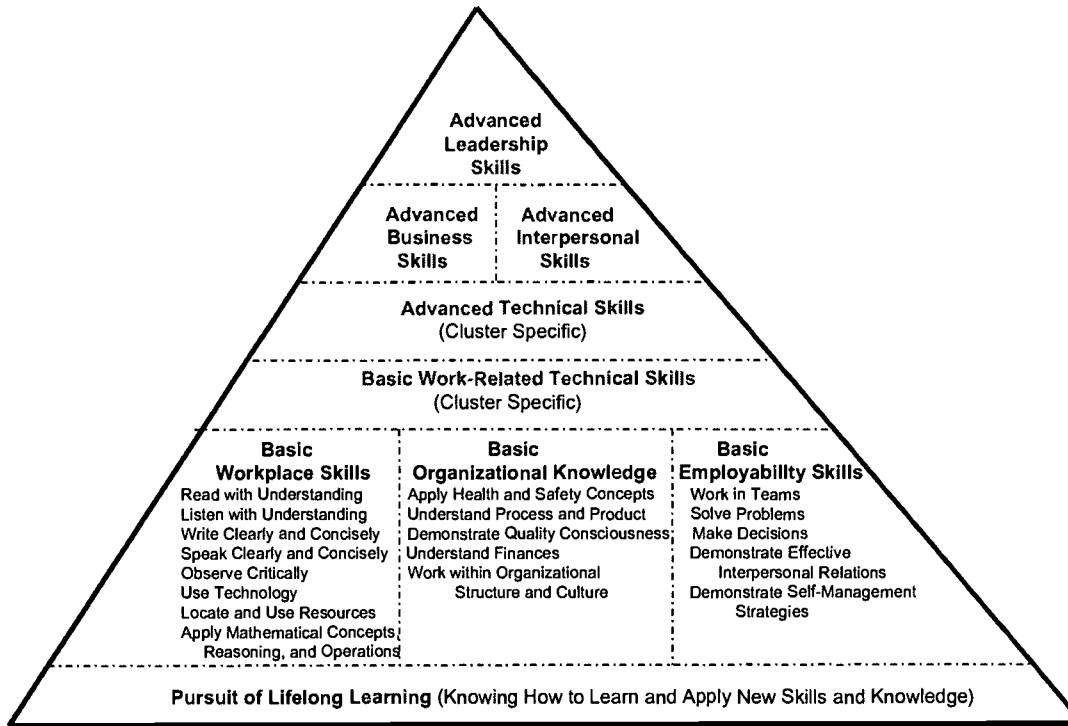 Advanced
Leadership
Skills
Advanced
Business
Skills
Advanced
Interpersonal
Skills
Advanced Technical Skills
(Cluster Specific)
Basic Work-Related Technical Skills
(Cluster Specific)
Basic
Workplace Skills
Read with Understanding
Listen with Understanding
Write Clearly and Concisely
Speak Clearly and Concisely
Observe Critically
Use Technology
Locate and Use Resources
Apply Mathematical Concepts,
Reasoning, and Operations
Basic
Organizational Knowledge
Apply Health and Safety Concepts
Understand Process and Product
Demonstrate Quality Consciousness
Understand Finances
Work within Organizational
Structure and Culture
Basic
Employability Skills
Work in Teams
Solve Problems
Make Decisions
Demonstrate Effective
Interpersonal Relations
Demonstrate Self-Management
Strategies
Pursuit of Lifelong Learning (Knowing How to Learn and Apply New Skills and Knowledge)